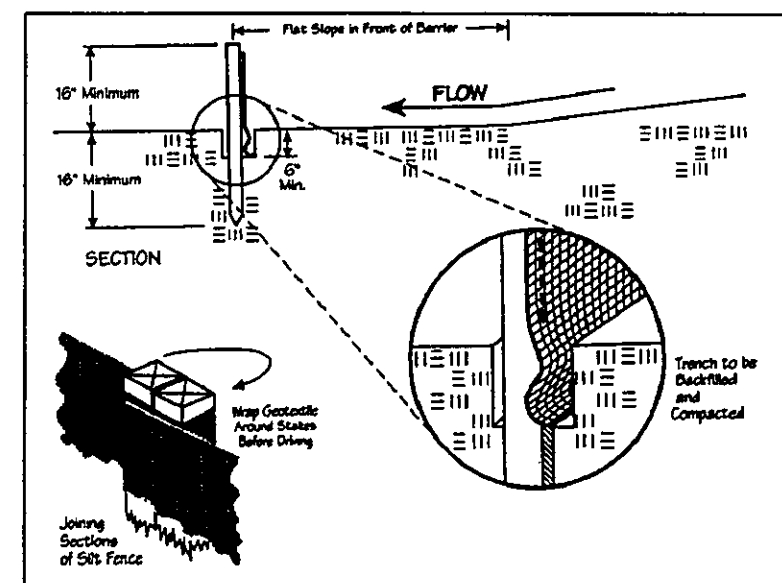 Flat Slope in Front of Barrier
16" Minimum
FLOW
16" Minimum
6"
Min.
SECTION
Trench to be
Backfilled
and
Compacted
Wrap Geotextile
Around Stakes
Before Driving
Joining
Sections
of Silt Fence